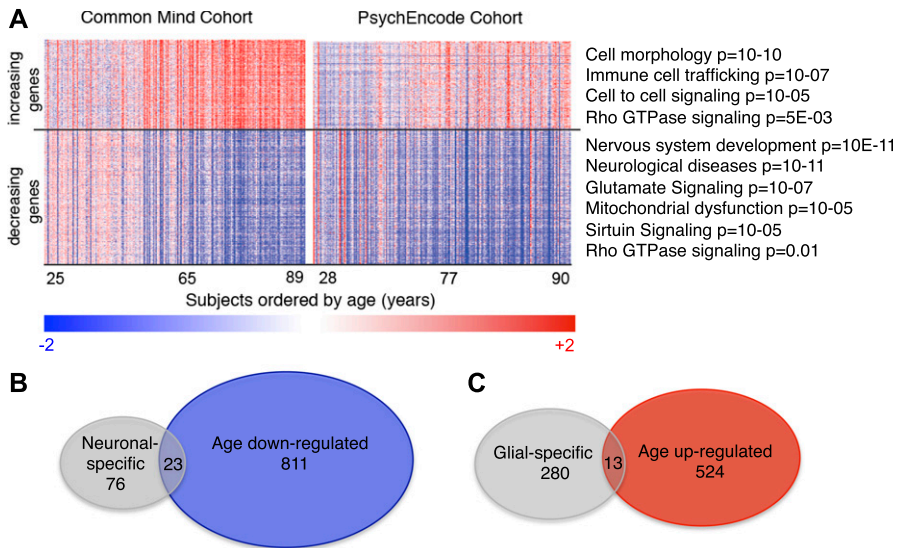 A
Common Mind Cohort
PsychEncode Cohort
increasing
genes
decreasing
genes
Cell morphology p=10-10
Immune cell trafficking p=10-07
Cell to cell signaling p=10-05
Rho GTPase signaling p=5E-03
Nervous system development p=10E-11
Neurological diseases p=10-11
Glutamate Signaling p=10-07
Mitochondrial dysfunction p=10-05
Sirtuin Signaling p=10-05
Rho GTPase signaling p=0.01
25 65 89 28 77 90
Subjects ordered by age (years)
-2 +2
B
Neuronal-
specific
76
23
Age down-regulated
811
C
Glial-specific
280
13
Age up-regulated
524